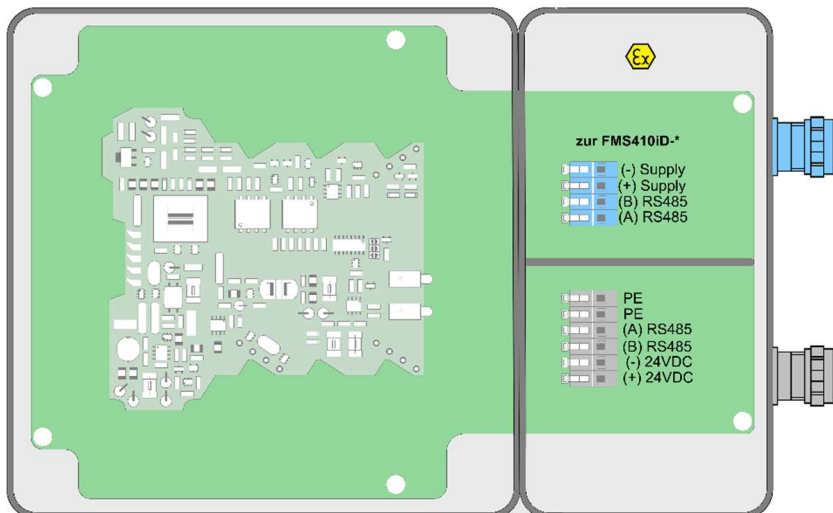 Ex
zur FMS410iD-*
(-) Supply
(+) Supply
(B) RS485
(A) RS485
PE
PE
(A) RS485
(B) RS485
(-) 24VDC
(+) 24VDC